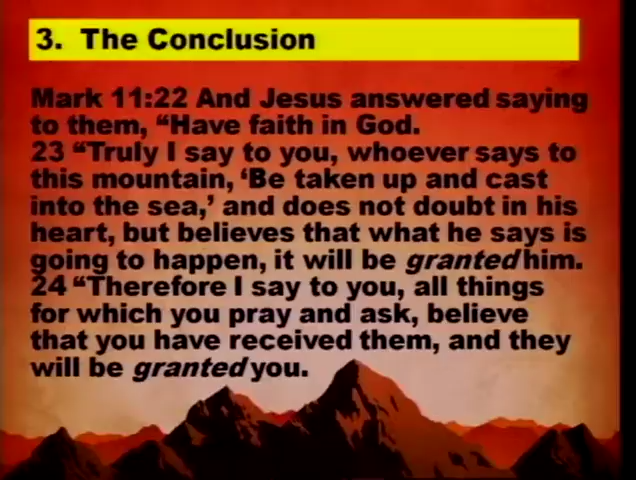 3. The Conclusion
Mark 11:22 And Jesus answered saying
to them, “Have faith in God.
23 “Truly I say to you, whoever says to
this mountain, ‘Be taken up and cast
into the sea,’ and does not doubt in his
heart, but believes that what he says is
going to happen, it will be granted him.
24 “Therefore I say to you, all things
for which you pray and ask, believe
that you have received them, and they
will be granted you.